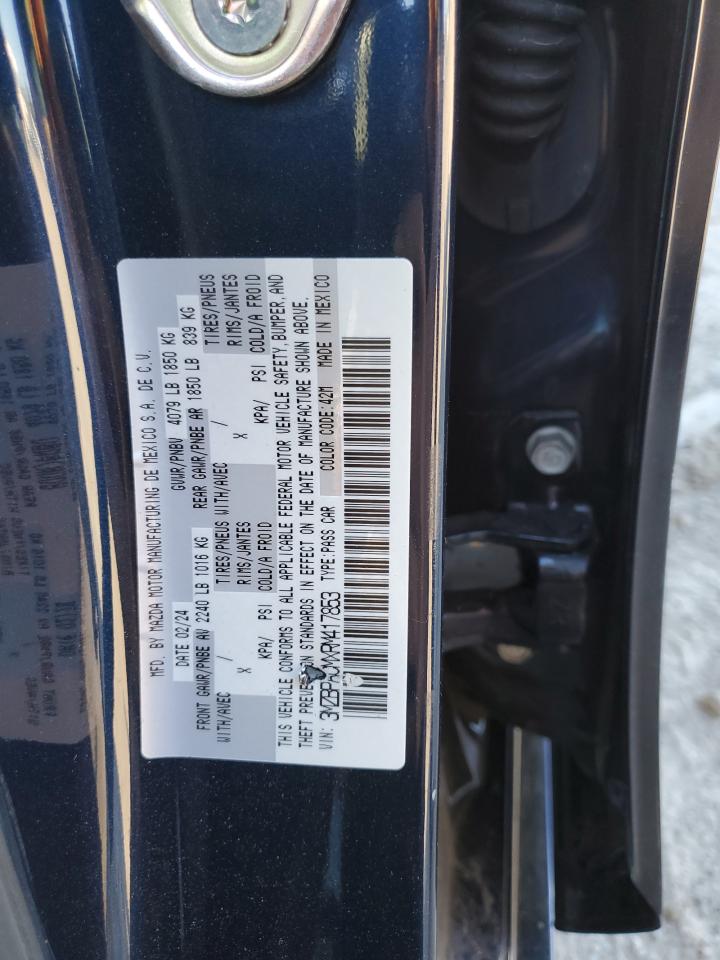 MFD. BY MAZDA MOTOR MANUFACTURING DE MEXICO S.A. DE C.V.
DATE 02/24 GVWR/PNBV 4079 LB 1850 KG
FRONT GAWR/PNBE AV 2240 LB 1016 KG REAR GAWR/PNBE AR 1850 LB 839 KG
WITH/AVEC / TIRES/PNEUS WITH/AVEC / TIRES/PNEUS
X RIMS/JANTES X RIMS/JANTES
KPA/ PSI COLD/A FROID KPA/ PSI COLD/A FROID
THIS VEHICLE CONFORMS TO ALL APPLICABLE FEDERAL MOTOR VEHICLE SAFETY, BUMPER, AND
THEFT PREVENTION STANDARDS IN EFFECT ON THE DATE OF MANUFACTURE SHOWN ABOVE.
VIN: TYPE:PASS CAR COLOR CODE:42M MADE IN MEXICO